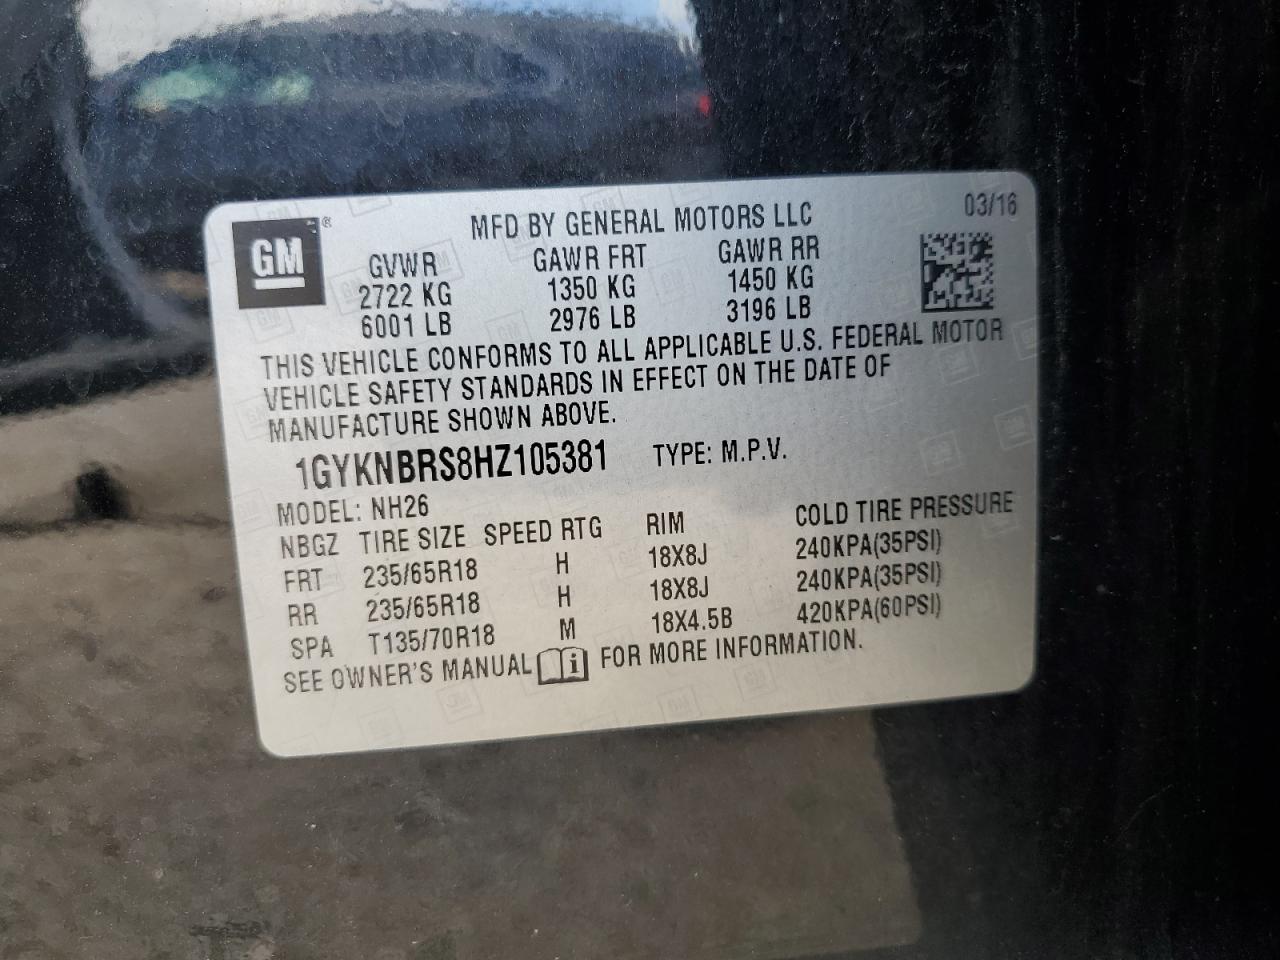 GM ®
MFD BY GENERAL MOTORS LLC 03/16
GVWR GAWR FRT GAWR RR
2722 KG 1350 KG 1450 KG
6001 LB 2976 LB 3196 LB
THIS VEHICLE CONFORMS TO ALL APPLICABLE U.S. FEDERAL MOTOR
VEHICLE SAFETY STANDARDS IN EFFECT ON THE DATE OF
MANUFACTURE SHOWN ABOVE.
1GYKNBRS8HZ105381 TYPE: M.P.V.
MODEL: NH26
NBGZ TIRE SIZE SPEED RTG RIM COLD TIRE PRESSURE
FRT 235/65R18 H 18X8J 240KPA(35PSI)
RR 235/65R18 H 18X8J 240KPA(35PSI)
SPA T135/70R18 M 18X4.5B 420KPA(60PSI)
SEE OWNER'S MANUAL i FOR MORE INFORMATION.